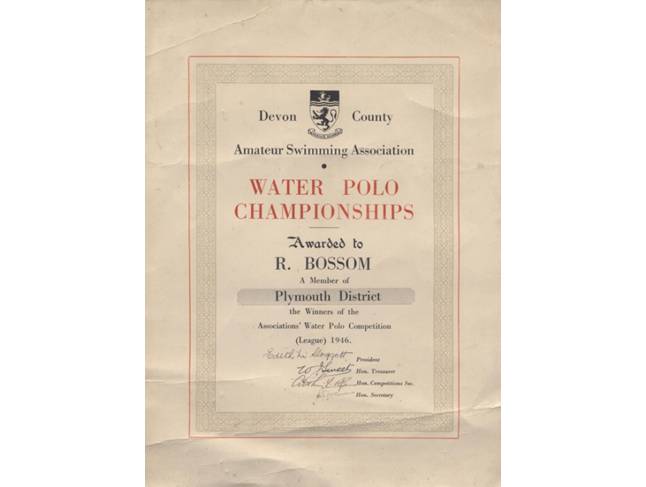 Devon County
Amateur Swimming Association
WATER POLO
CHAMPIONSHIPS
Awarded to
R. BOSSOM
A Member of
Plymouth District
the Winners of the
Associations' Water Polo Competition
(League) 1946.
President
Hon. Treasurer
Hon. Competitions Sec.
Hon. Secretary